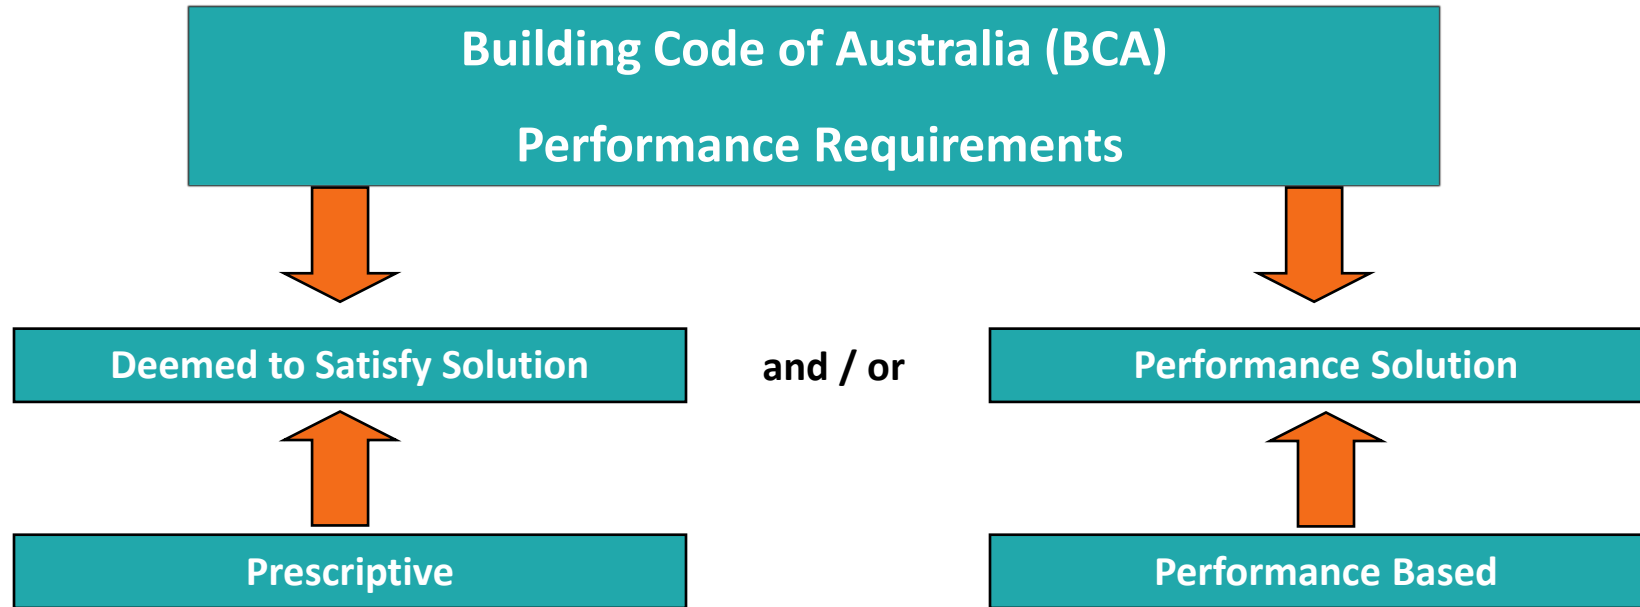 Building Code of Australia (BCA)
Performance Requirements
Deemed to Satisfy Solution
and / or
Performance Solution
Prescriptive
Performance Based